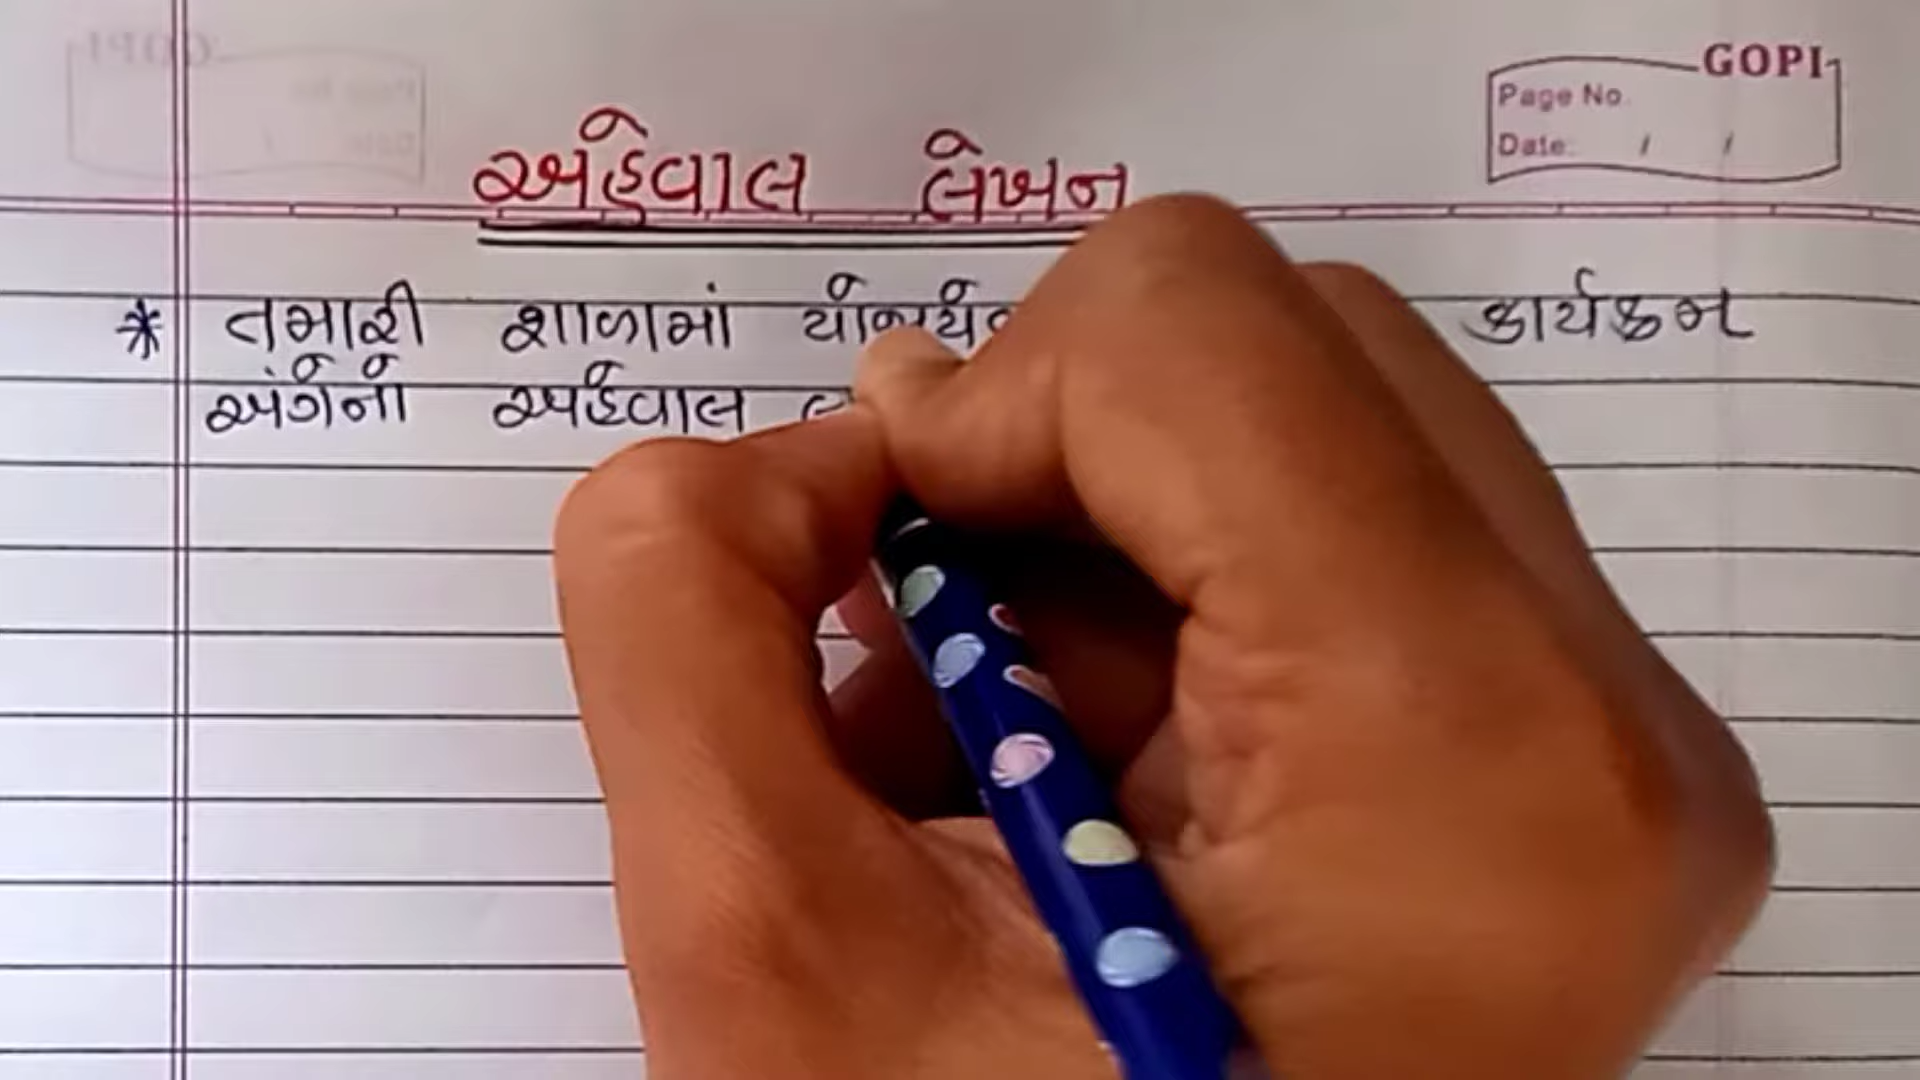 GOPI
Page No.
Date: / /
અહેવાલ લેખન
* તમારી શાળામાં કાર્યક્રમ
અંગેનો અહેવાલ